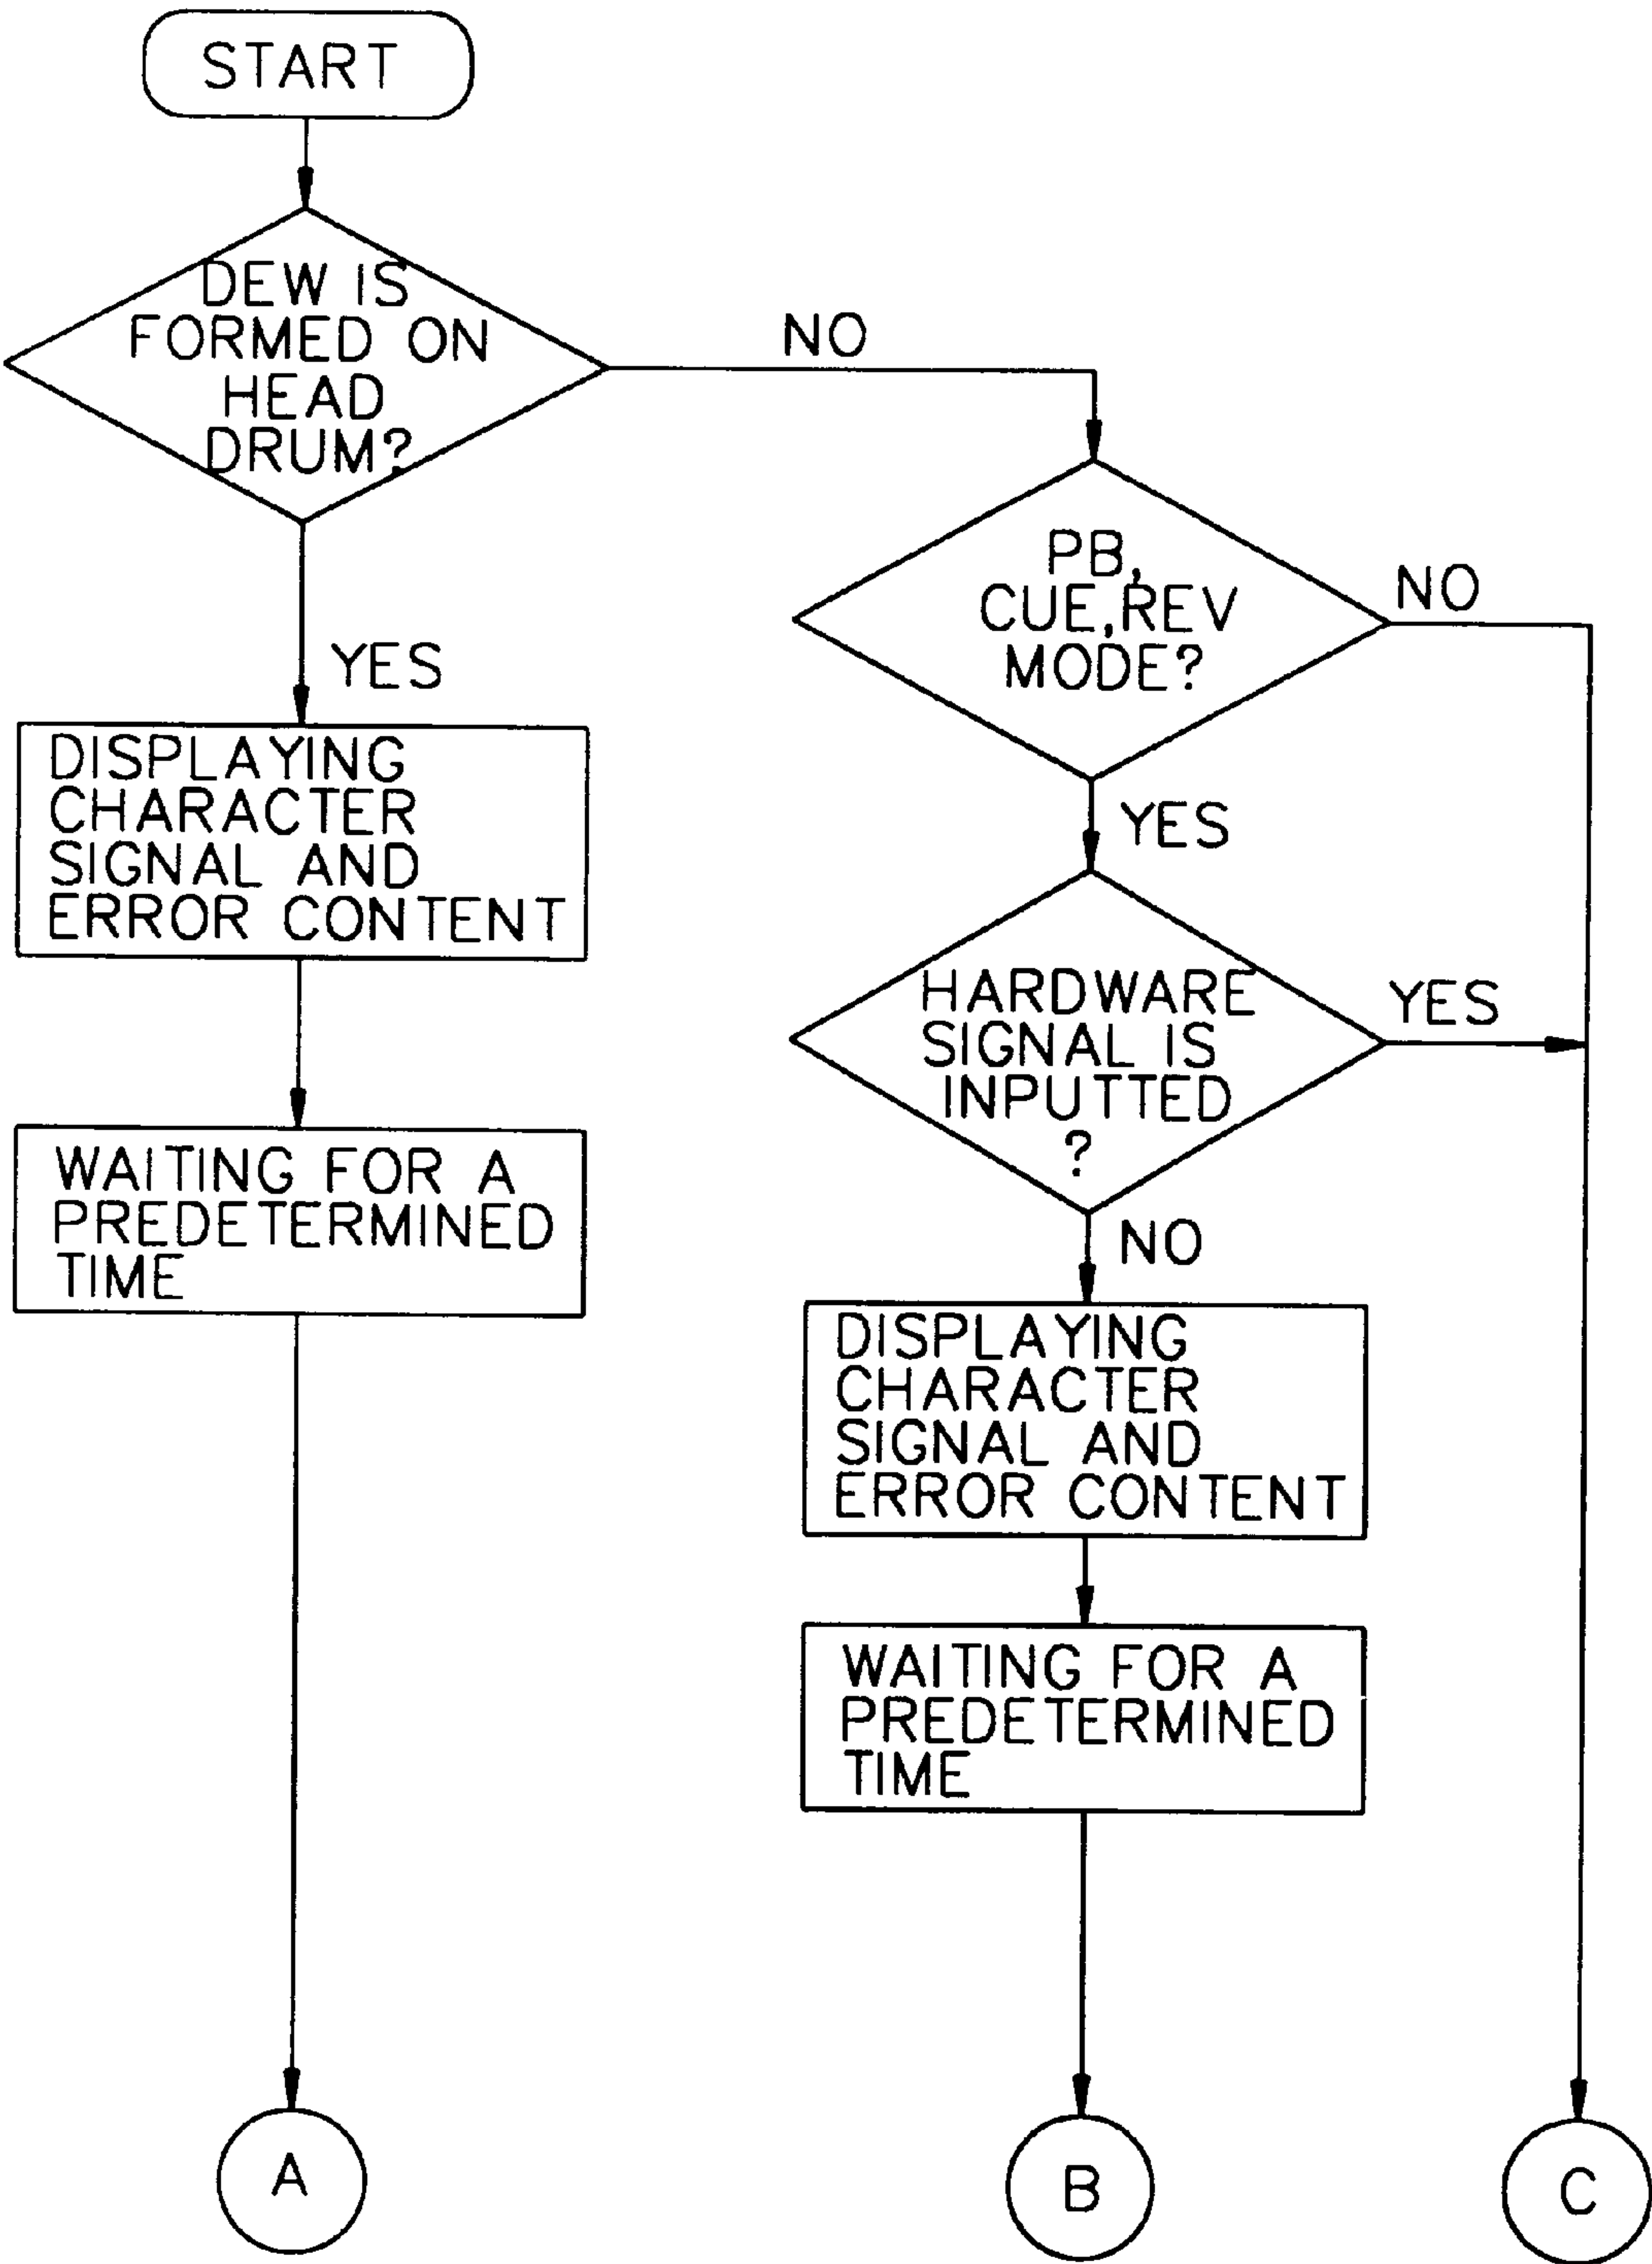 START
DEW IS
FORMED ON
HEAD
DRUM?
NO
YES
PB,
CUE,REV
MODE?
NO
YES
DISPLAYING
CHARACTER
SIGNAL AND
ERROR CONTENT
HARDWARE
SIGNAL IS
INPUTTED
?
YES
NO
WAITING FOR A
PREDETERMINED
TIME
DISPLAYING
CHARACTER
SIGNAL AND
ERROR CONTENT
WAITING FOR A
PREDETERMINED
TIME
A
B
C